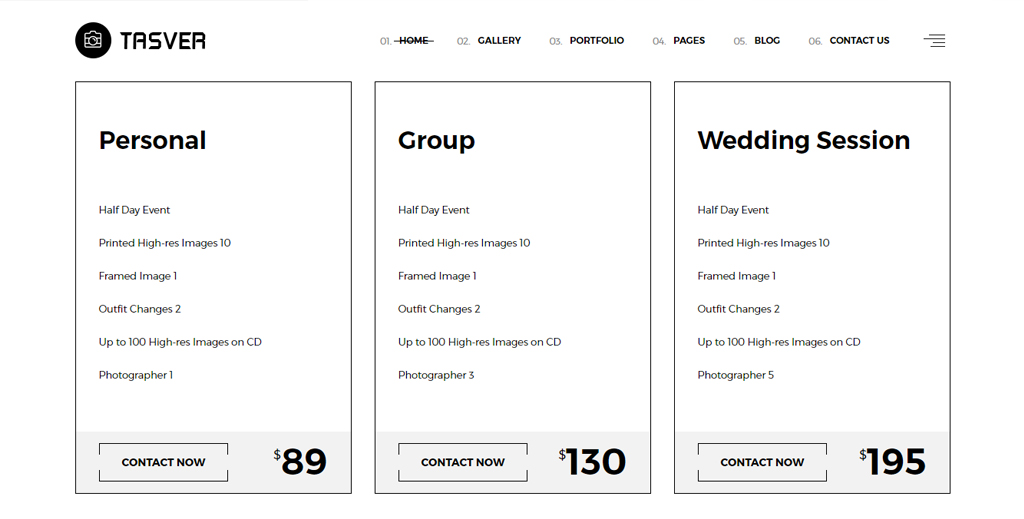 TASVER
01. HOME 02. GALLERY 03. PORTFOLIO 04. PAGES 05. BLOG 06. CONTACT US
Personal
Half Day Event
Printed High-res Images 10
Framed Image 1
Outfit Changes 2
Up to 100 High-res Images on CD
Photographer 1
CONTACT NOW $89
Group
Half Day Event
Printed High-res Images 10
Framed Image 1
Outfit Changes 2
Up to 100 High-res Images on CD
Photographer 3
CONTACT NOW $130
Wedding Session
Half Day Event
Printed High-res Images 10
Framed Image 1
Outfit Changes 2
Up to 100 High-res Images on CD
Photographer 5
CONTACT NOW $195